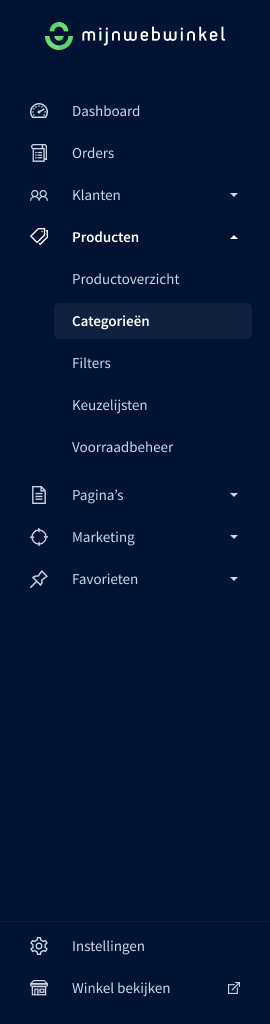 mijnwebwinkel
Dashboard
Orders
Klanten
Producten
Productoverzicht
Categorieën
Filters
Keuzelijsten
Voorraadbeheer
Pagina’s
Marketing
Favorieten
Instellingen
Winkel bekijken